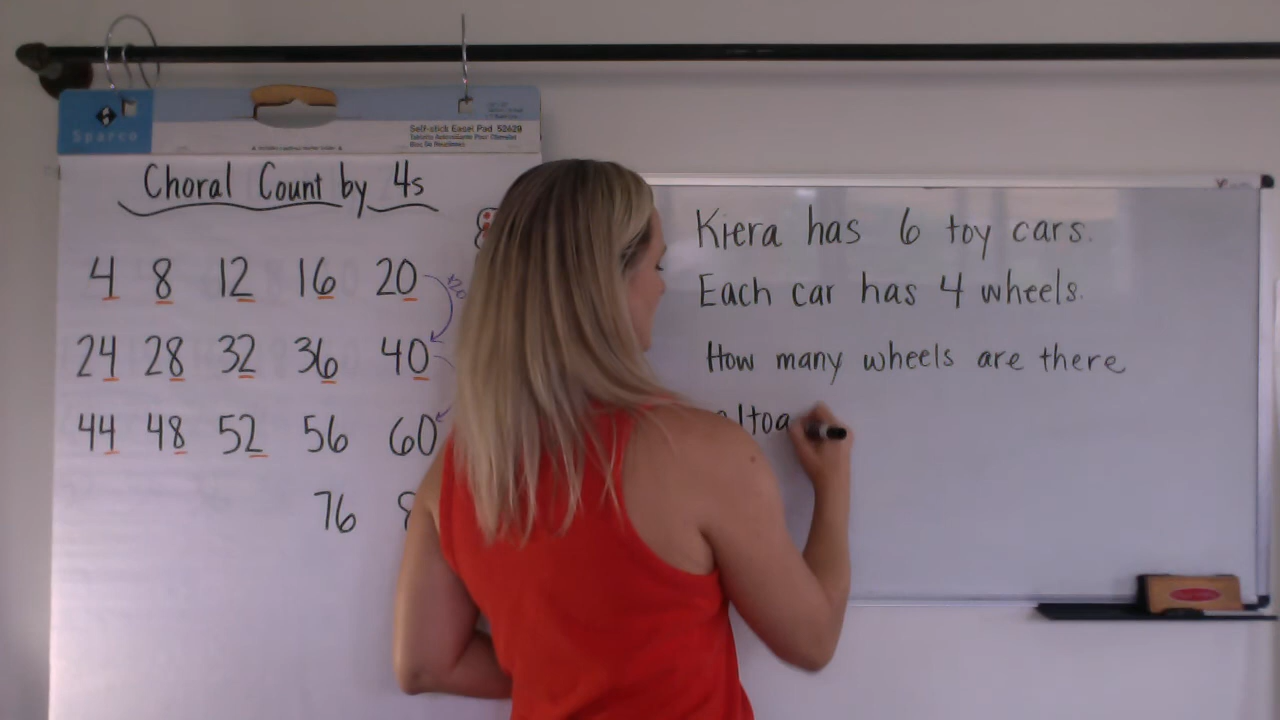 Sparco
Self-stick Easel Pad 52629
Choral Count by 4s
4 8 12 16 20
+20
24 28 32 36 40
44 48 52 56 60
76
Kiera has 6 toy cars.
Each car has 4 wheels.
How many wheels are there